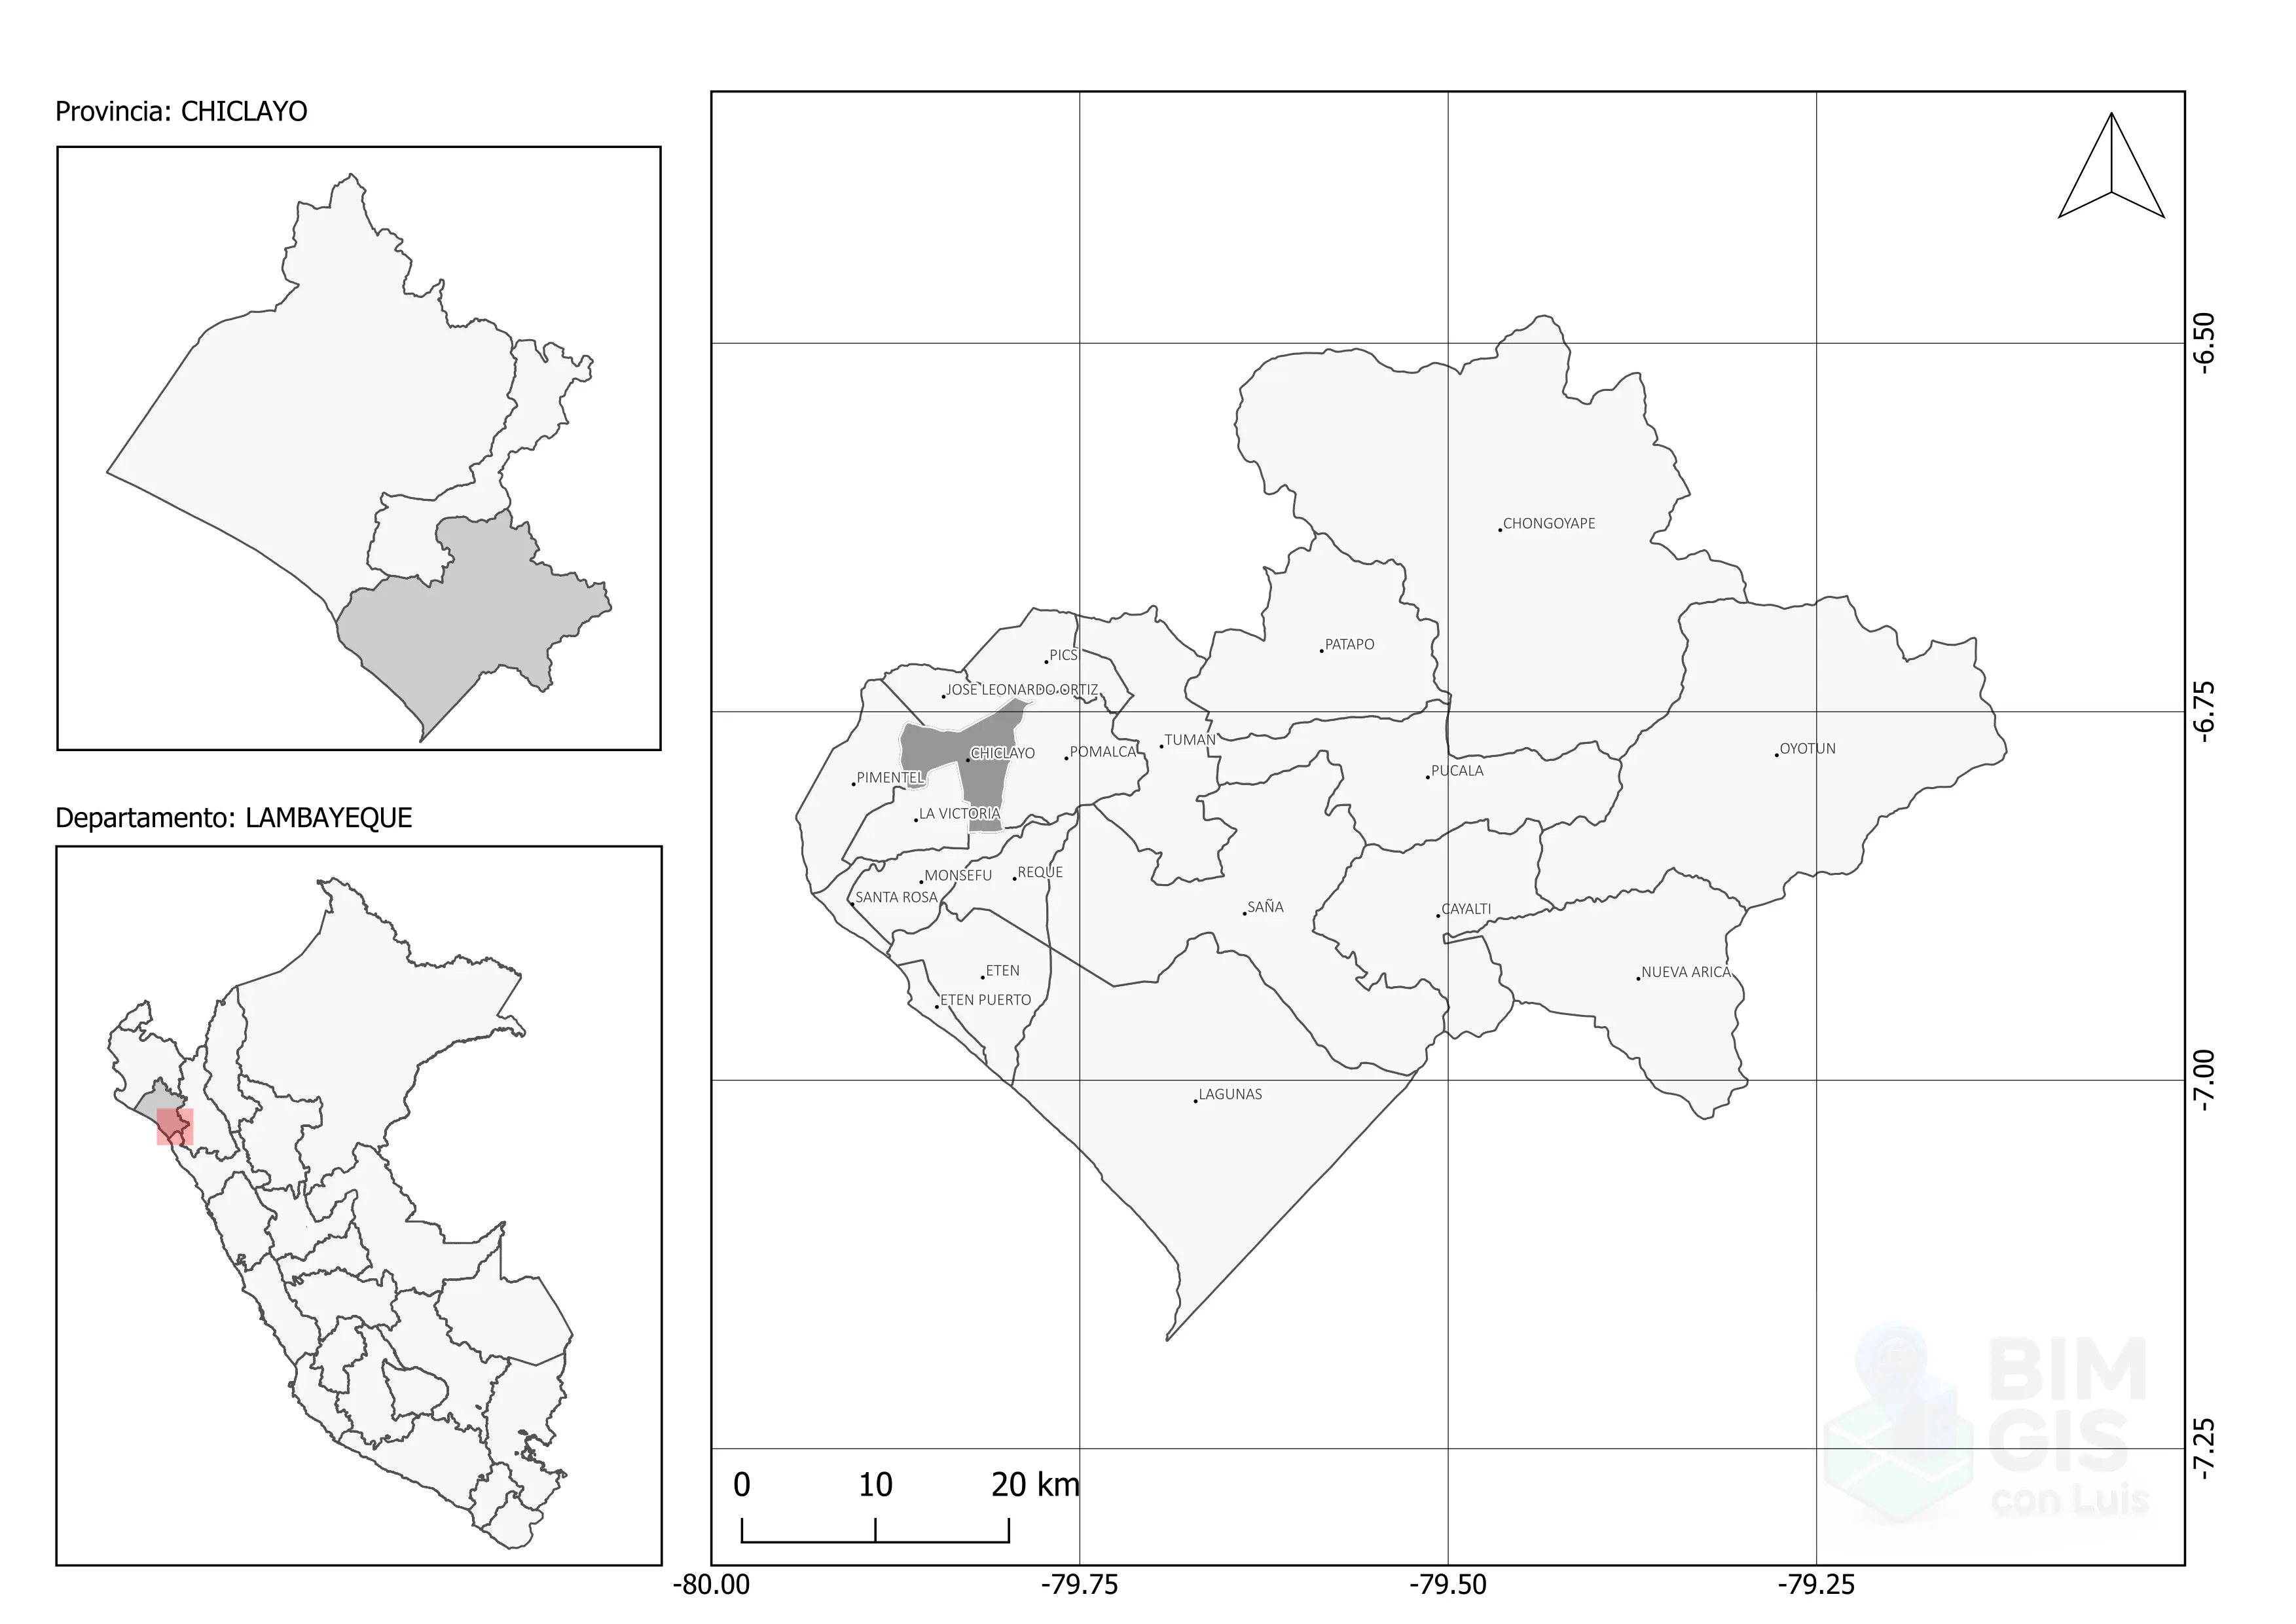 Provincia: CHICLAYO
Departamento: LAMBAYEQUE
CHONGOYAPE
PATAPO
PICSI
JOSE LEONARDO ORTIZ
CHICLAYO
POMALCA
TUMAN
OYOTUN
PIMENTEL
PUCALA
LA VICTORIA
MONSEFU
REQUE
SANTA ROSA
SAÑA
CAYALTI
ETEN
NUEVA ARICA
ETEN PUERTO
LAGUNAS
-6.50
-6.75
-7.00
-7.25
0 10 20 km
-80.00 -79.75 -79.50 -79.25
BIM
GIS
con Luis